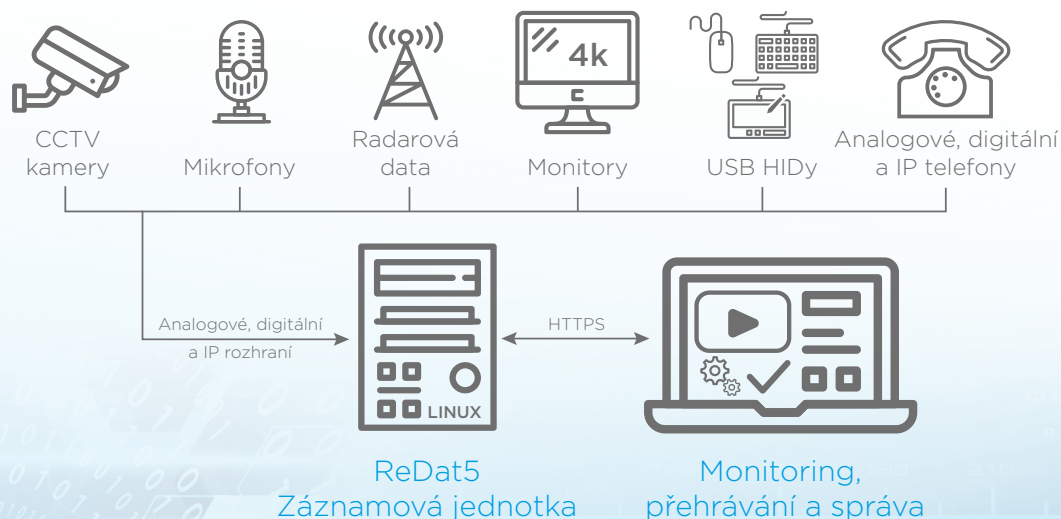 4k
CCTV
kamery
Mikrofony
Radarová
data
Monitory
USB HIDy
Analogové, digitální
a IP telefony
Analogové, digitální
a IP rozhraní
HTTPS
LINUX
ReDat5
Záznamová jednotka
Monitoring,
přehrávání a správa